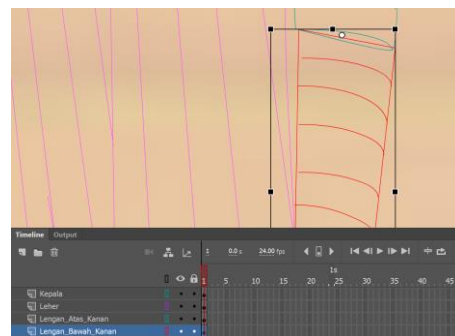 Timeline Output
1 0.0 s 24.00 fps
1s
1 5 10 15 20 25 30 35 40 45
Kepala
Leher
Lengan_Atas_Kanan
Lengan_Bawah_Kanan